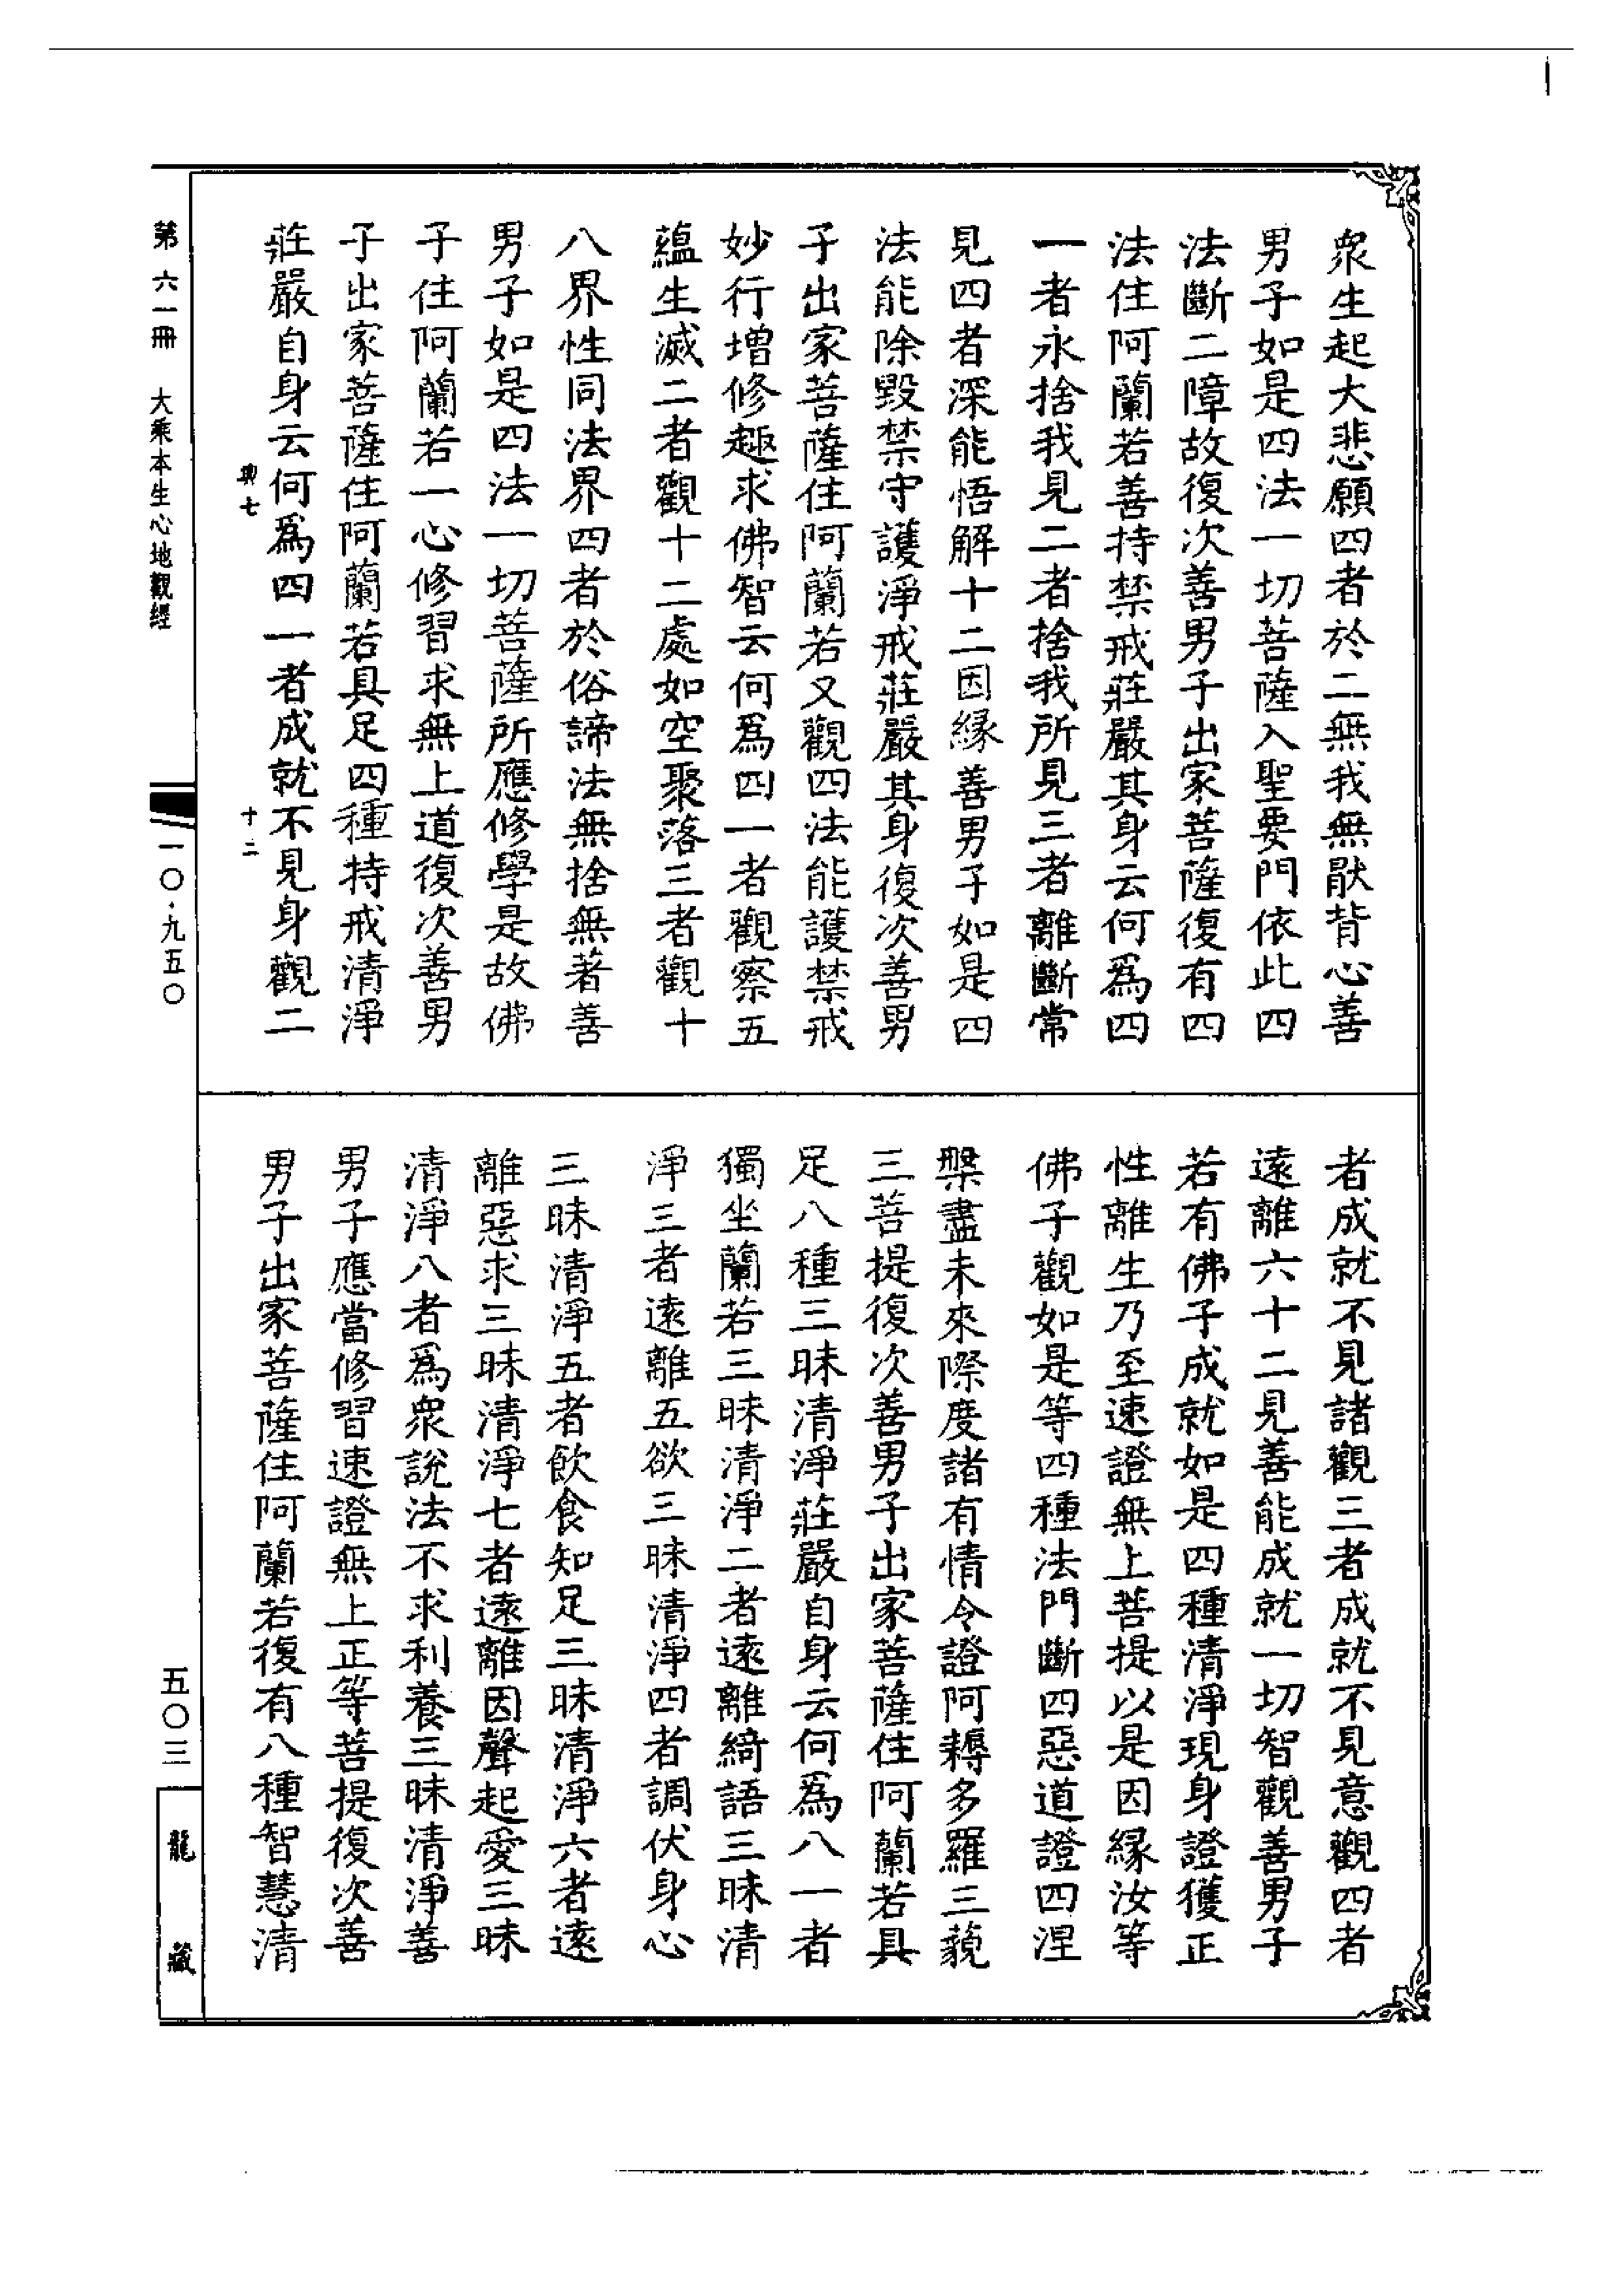 衆生起大悲願四者於二無我無厭背心善
男子如是四法一切菩薩入聖要門依此四
法斷二障故復次善男子出家菩薩復有四
法住阿蘭若善持禁戒莊嚴其身云何爲四
一者永捨我見二者捨我所見三者離斷常
見四者深能悟解十二因緣善男子如是四
法能除毀禁守護淨戒莊嚴其身復次善男
子出家菩薩住阿蘭若又觀四法能護禁戒
妙行增修趣求佛智云何爲四一者觀察五
蘊生滅二者觀十二處如空聚落三者觀十
八界性同法界四者於俗諦法無捨無著善
男子如是四法一切菩薩所應修學是故佛
子住阿蘭若一心修習求無上道復次善男
子出家菩薩住阿蘭若具足四種持戒清淨
莊嚴自身云何爲四一者成就不見身觀二
者成就不見諸觀三者成就不見意觀四者
遠離六十二見善能成就一切智觀善男子
若有佛子成就如是四種清淨現身證獲正
性離生乃至速證無上菩提以是因緣汝等
佛子觀如是等四種法門斷四惡道證四涅
槃盡未來際度諸有情令證阿耨多羅三藐
三菩提復次善男子出家菩薩住阿蘭若具
足八種三昧清淨莊嚴自身云何爲八一者
獨坐蘭若三昧清淨二者遠離綺語三昧清
淨三者遠離五欲三昧清淨四者調伏身心
三昧清淨五者飲食知足三昧清淨六者遠
離惡求三昧清淨七者遠離因聲起愛三昧
清淨八者爲衆說法不求利養三昧清淨善
男子應當修習速證無上正等菩提復次善
男子出家菩薩住阿蘭若復有八種智慧清
第六一冊　大乘本生心地觀經
七　十二
一〇·九五〇
五〇三
龍藏